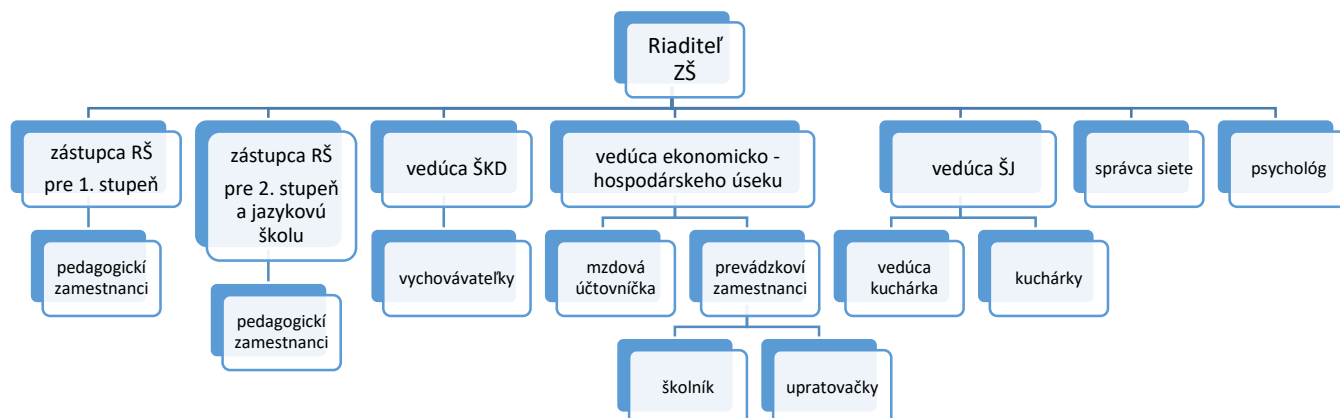 Riaditeľ
ZŠ
zástupca RŠ
pre 1. stupeň
zástupca RŠ
pre 2. stupeň
a jazykovú
školu
vedúca ŠKD
vedúca ekonomicko -
hospodárskeho úseku
vedúca ŠJ
správca siete
psychológ
pedagogickí
zamestnanci
pedagogickí
zamestnanci
vychovávateľky
mzdová
účtovníčka
prevádzkoví
zamestnanci
vedúca
kuchárka
kuchárky
školník
upratovačky